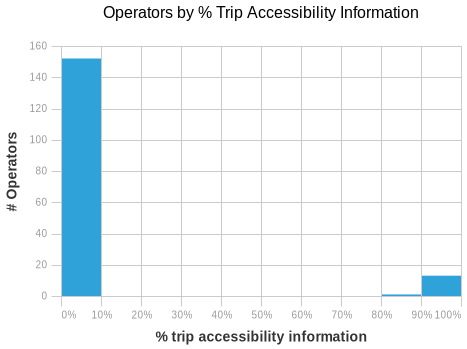 Operators by % Trip Accessibility Information
160
140
120
100
80
60
40
20
0
# Operators
0% 10% 20% 30% 40% 50% 60% 70% 80% 90% 100%
% trip accessibility information